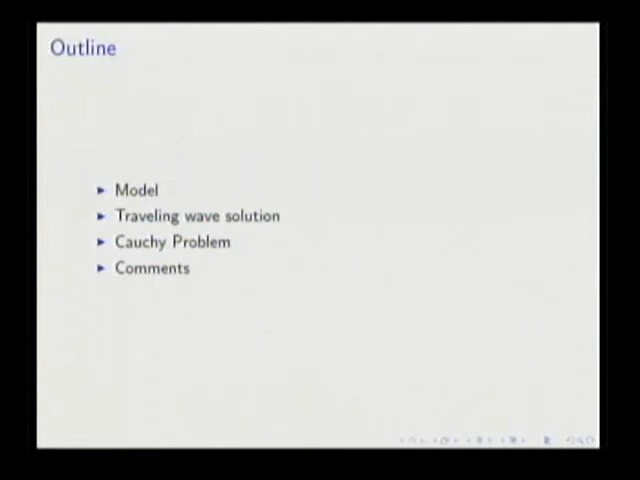 Outline
Model
Traveling wave solution
Cauchy Problem
Comments